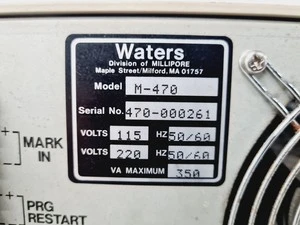 Waters
Division of MILLIPORE
Maple Street/Milford, MA 01757
Model M-470
Serial No. 470-000261
VOLTS 115 HZ 50/60
VOLTS 220 HZ 50/60
VA MAXIMUM 350
MARK
IN
PRG
RESTART